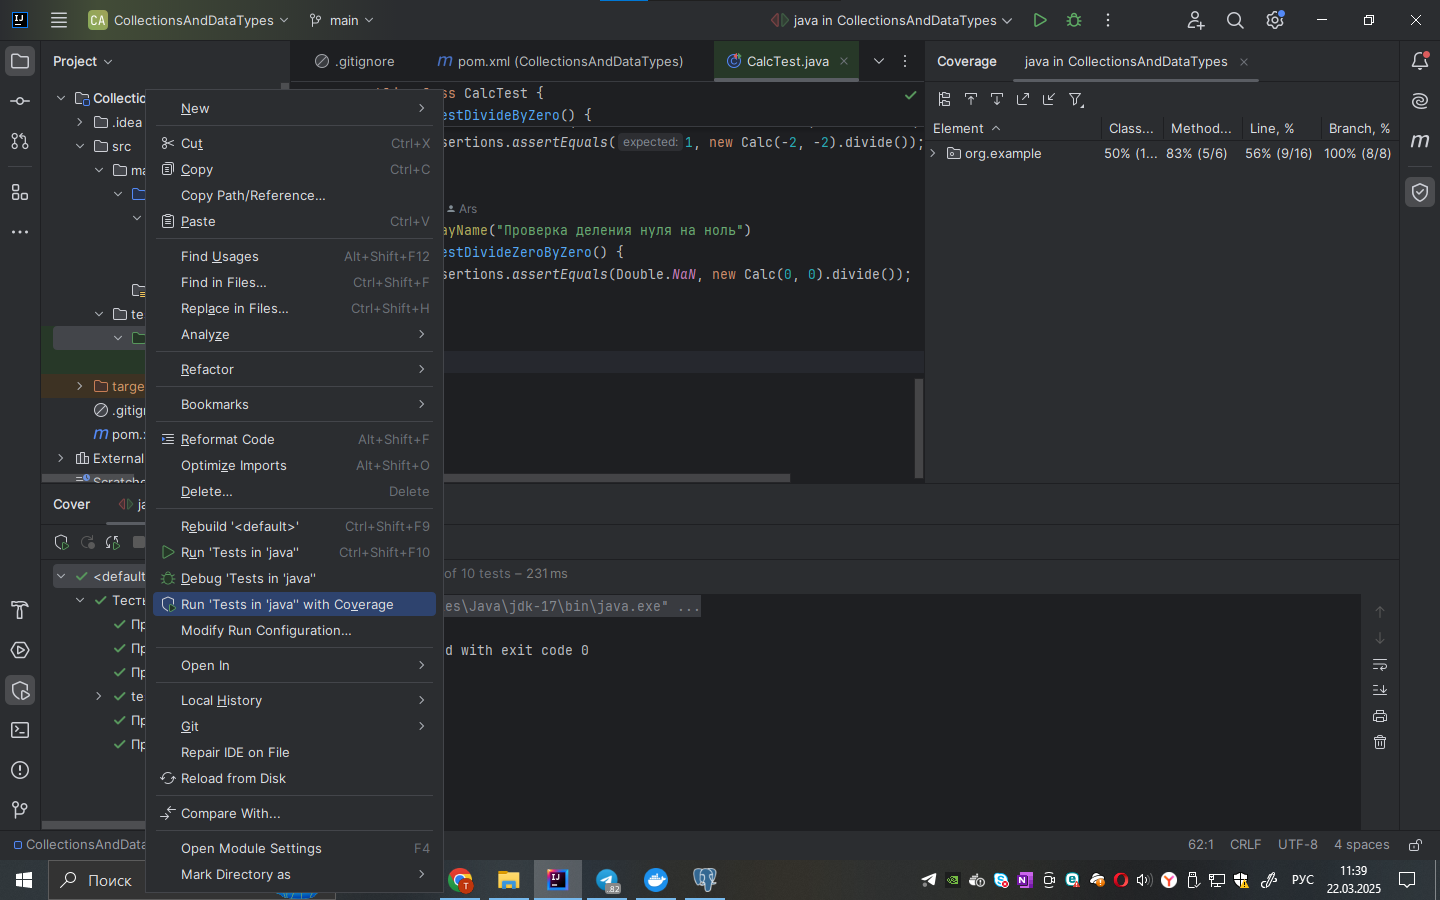 IJ
CA CollectionsAndDataTypes main java in CollectionsAndDataTypes
Project
.gitignore
pom.xml (CollectionsAndDataTypes)
CalcTest.java
Coverage
java in CollectionsAndDataTypes
Collectio
.idea
src
ma
te
targe
.gitign
pom.
External
New
Cut Ctrl+X
Copy Ctrl+C
Copy Path/Reference...
Paste Ctrl+V
Find Usages Alt+Shift+F12
Find in Files... Ctrl+Shift+F
Replace in Files... Ctrl+Shift+H
Analyze
Refactor
Bookmarks
Reformat Code Alt+Shift+F
Optimize Imports Alt+Shift+O
Delete... Delete
Rebuild '<default>' Ctrl+Shift+F9
Run 'Tests in 'java'' Ctrl+Shift+F10
Debug 'Tests in 'java''
Run 'Tests in 'java'' with Coverage
Modify Run Configuration...
Open In
Local History
Git
Repair IDE on File
Reload from Disk
Compare With...
Open Module Settings F4
Mark Directory as
ss CalcTest {
estDivideByZero() {
sertions.assertEquals( expected: 1, new Calc(-2, -2).divide());
Ars
ayName("Проверка деления нуля на ноль")
estDivideZeroByZero() {
sertions.assertEquals(Double.NaN, new Calc(0, 0).divide());
Element Class... Method... Line, % Branch, %
org.example 50% (1... 83% (5/6) 56% (9/16) 100% (8/8)
Cover ja
<default
Тесть
Пр
Пр
Пр
te
Пр
Пр
of 10 tests – 231 ms
es\Java\jdk-17\bin\java.exe" ...
d with exit code 0
CollectionsAndData
62:1 CRLF UTF-8 4 spaces
Поиск
T
82
РУС
11:39
22.03.2025